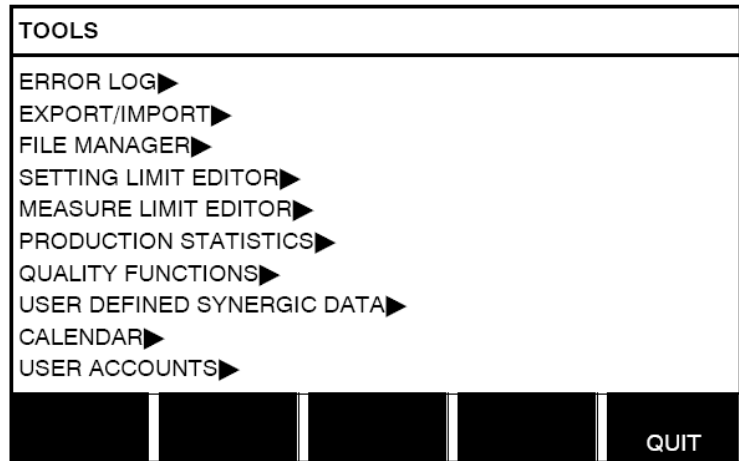 TOOLS
ERROR LOG▶
EXPORT/IMPORT▶
FILE MANAGER▶
SETTING LIMIT EDITOR▶
MEASURE LIMIT EDITOR▶
PRODUCTION STATISTICS▶
QUALITY FUNCTIONS▶
USER DEFINED SYNERGIC DATA▶
CALENDAR▶
USER ACCOUNTS▶
QUIT